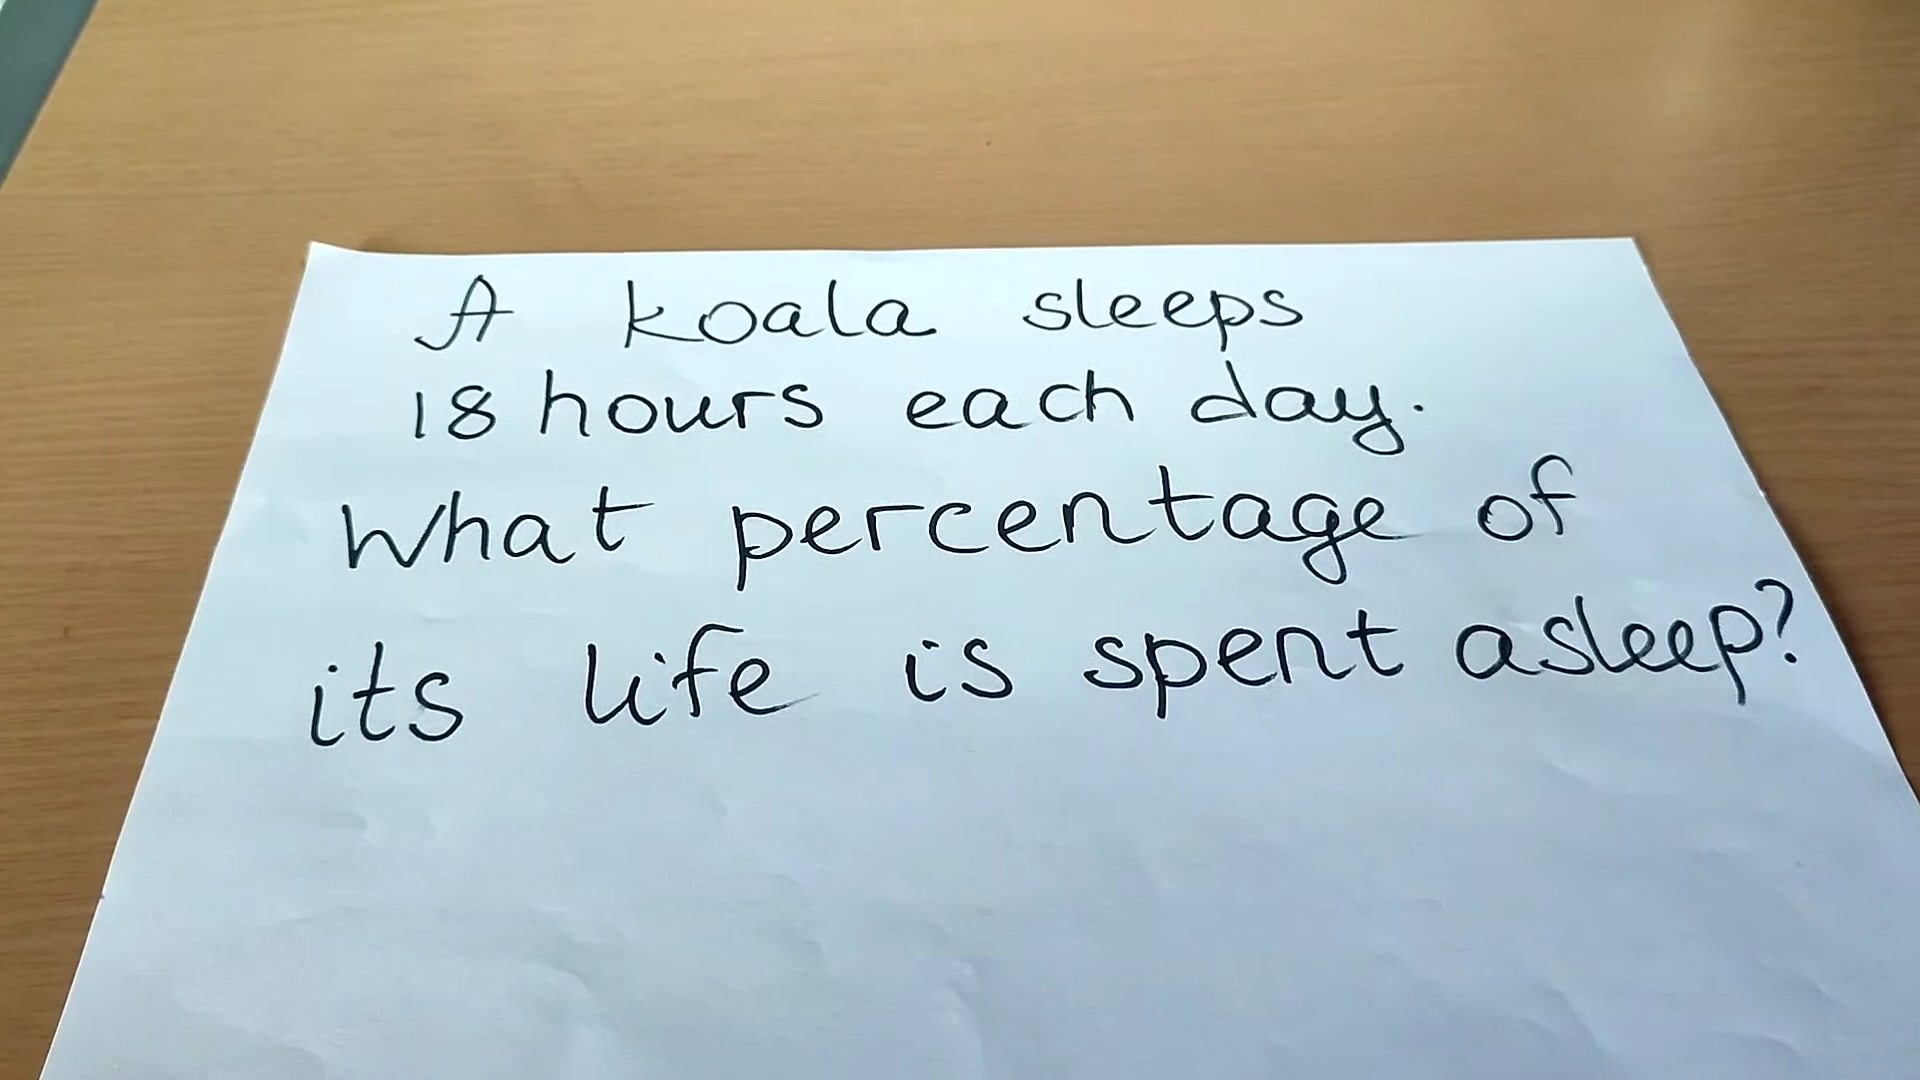 A koala sleeps
18 hours each day.
What percentage of
its life is spent asleep?